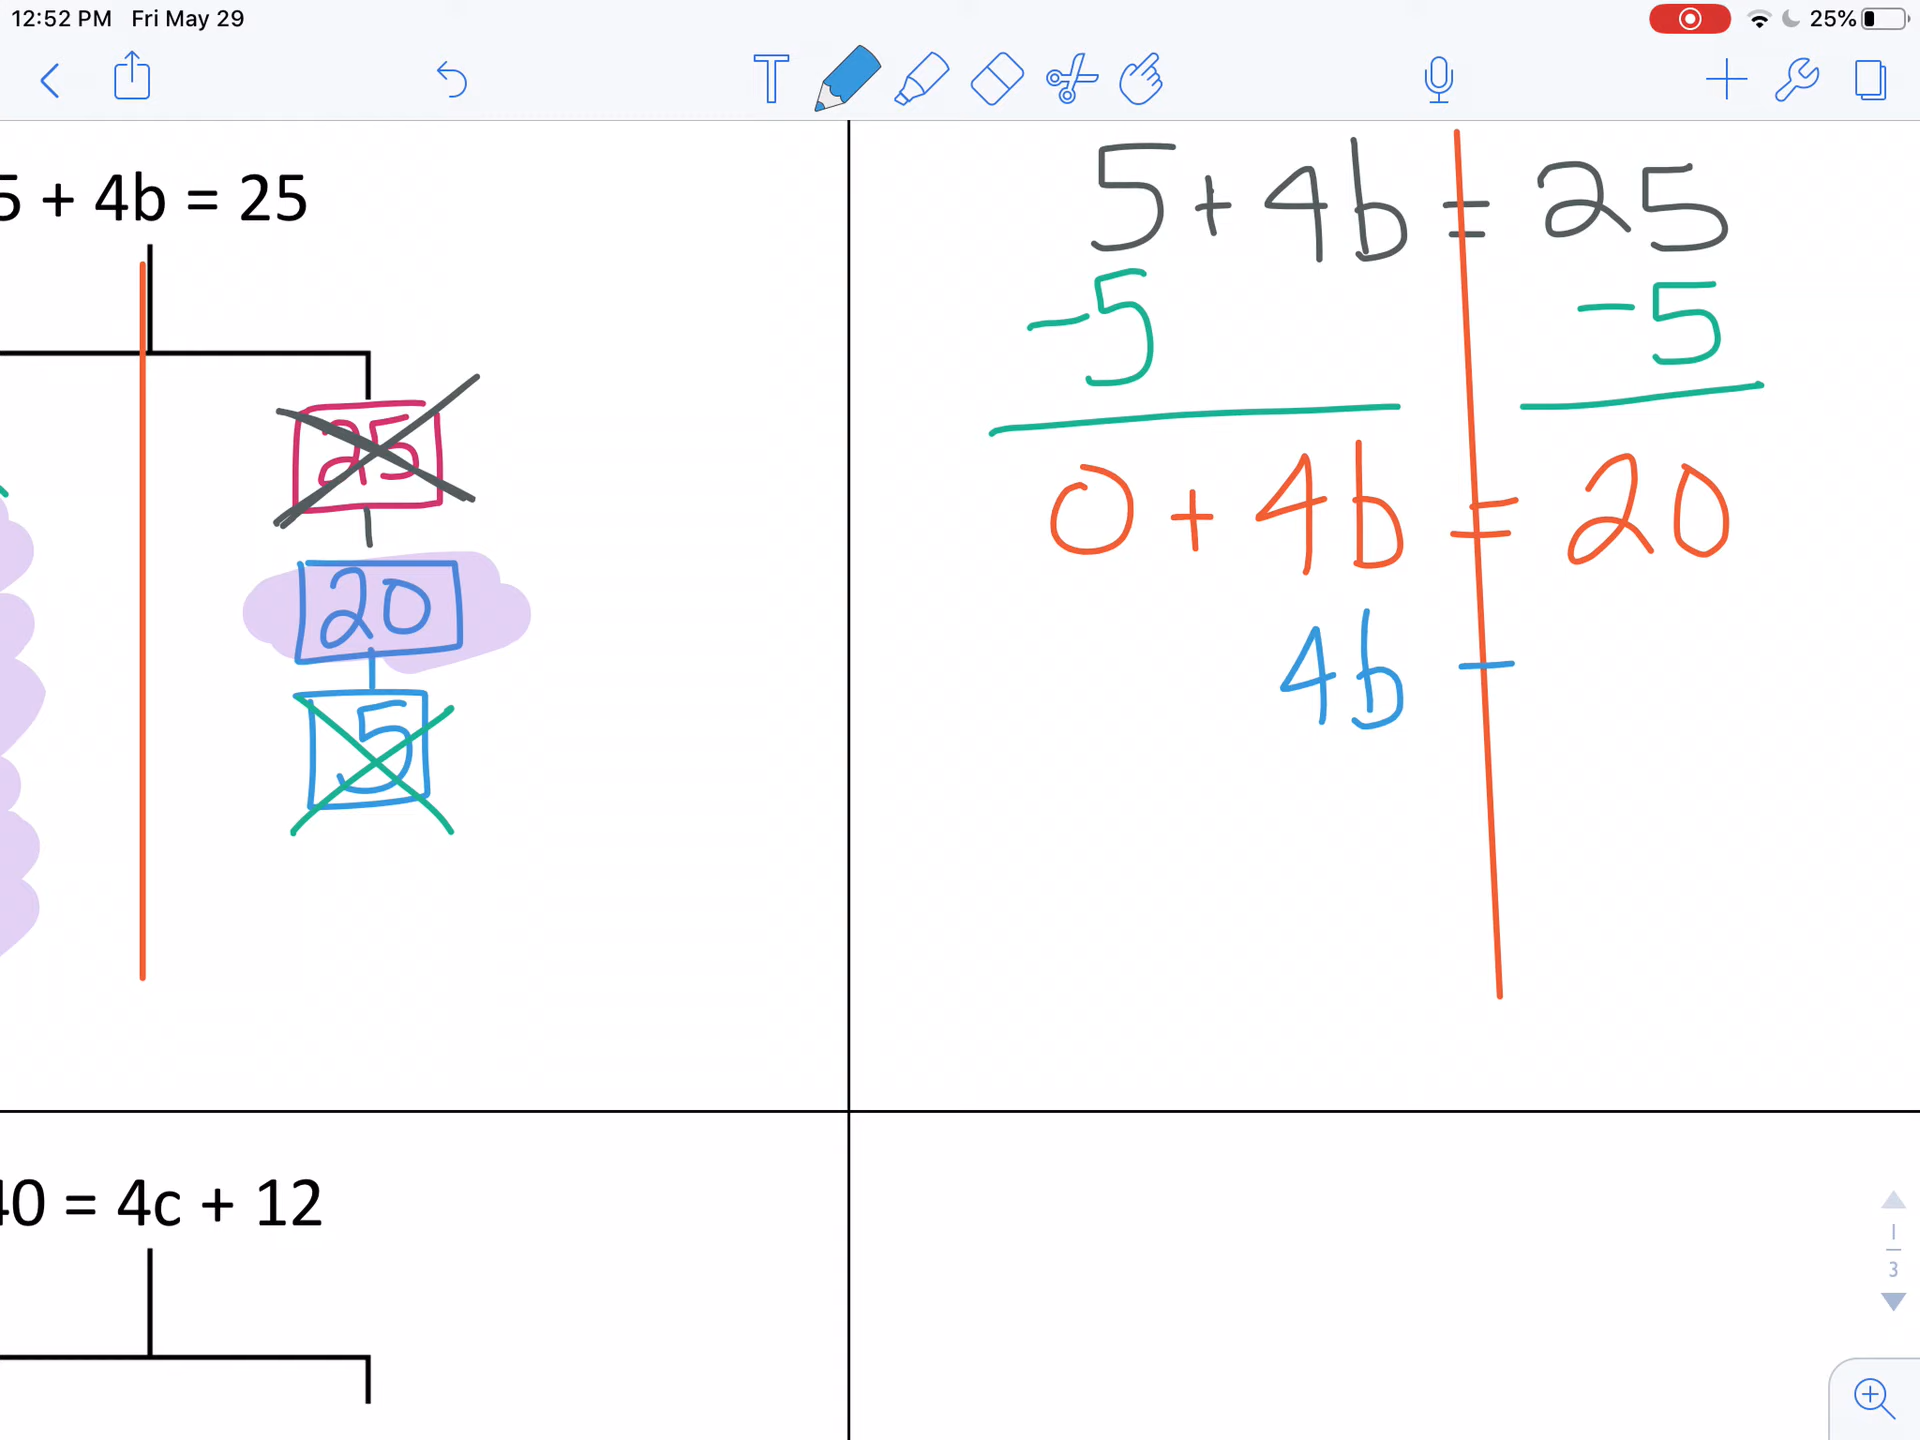 12:52 PM Fri May 29
25%
T
5 + 4b = 25
25
20
5
5 + 4b = 25
-5 -5
0 + 4b = 20
4b -
40 = 4c + 12
1
3